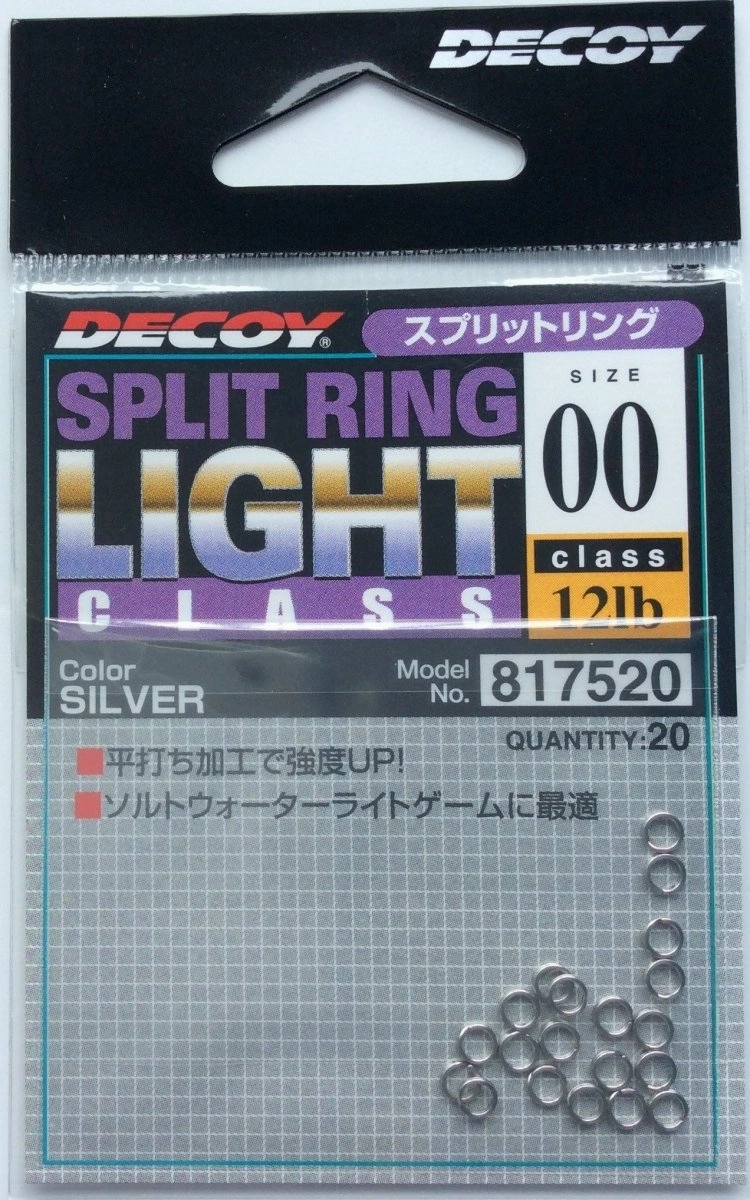 DECOY
DECOY®
スプリットリング
SPLIT RING
LIGHT
CLASS
SIZE
00
class
12lb
Color
SILVER
Model
No. 817520
QUANTITY:20
■平打ち加工で強度UP!
■ソルトウォーターライトゲームに最適